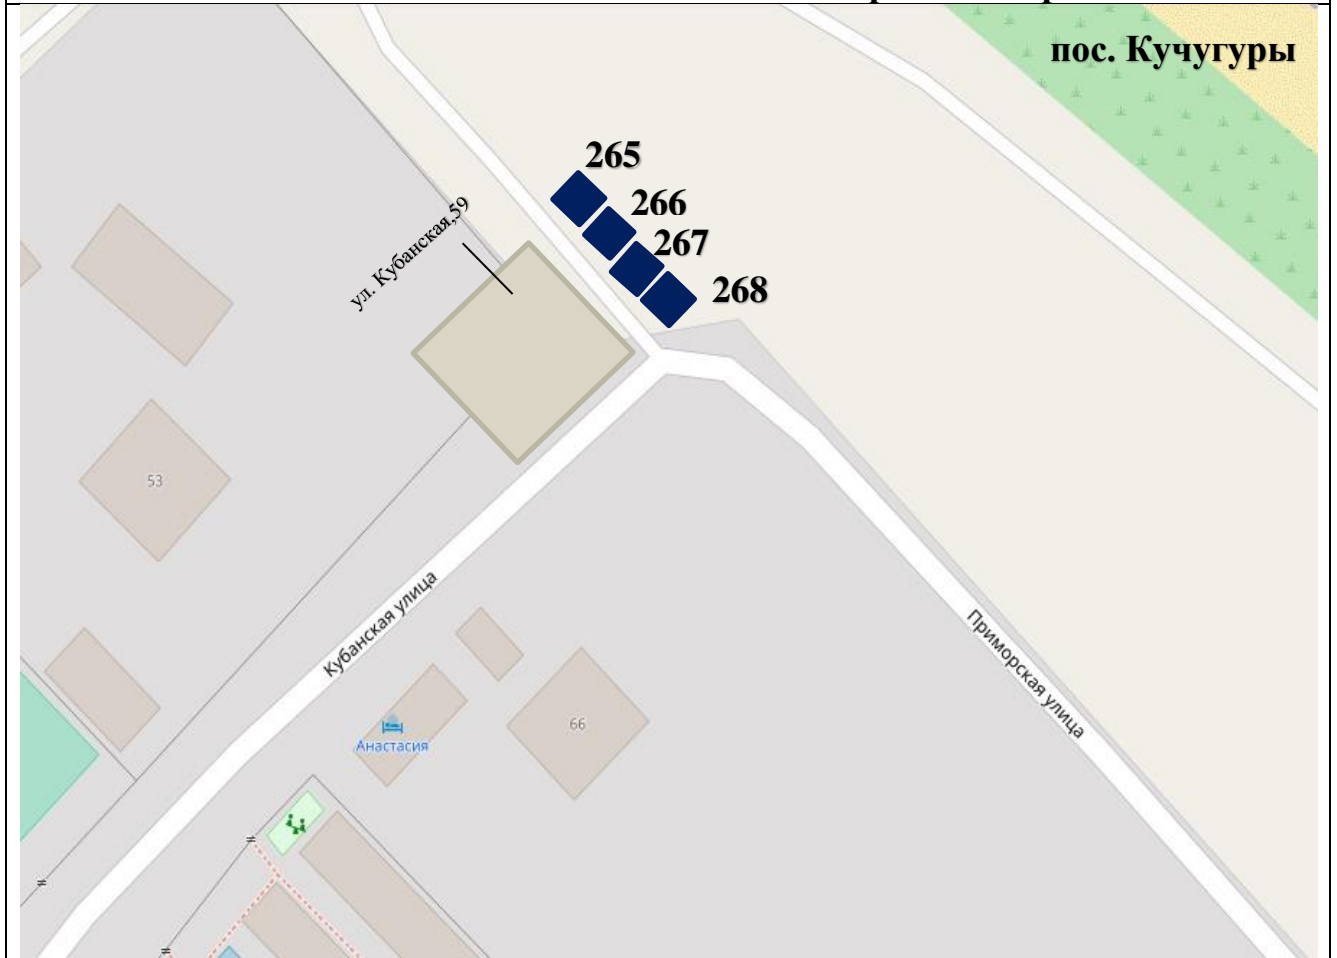 пос. Кучугуры
265
266
267
268
ул. Кубанская,59
53
Кубанская улица
Приморская улица
66
Анастасия